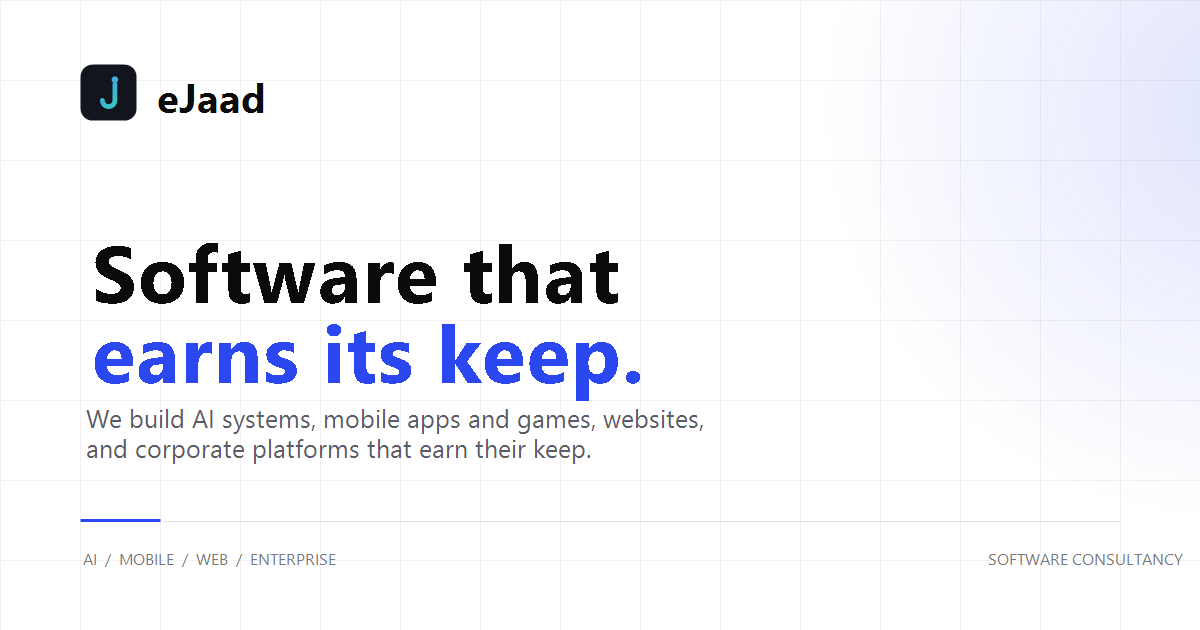 J eJaad
Software that
earns its keep.
We build AI systems, mobile apps and games, websites,
and corporate platforms that earn their keep.
AI / MOBILE / WEB / ENTERPRISE
SOFTWARE CONSULTANCY